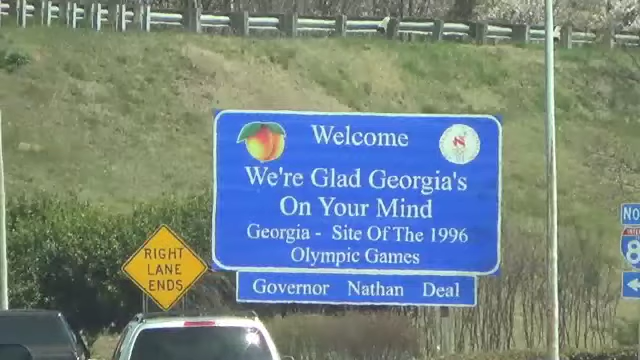 Welcome
We're Glad Georgia's
On Your Mind
Georgia - Site Of The 1996
Olympic Games
Governor Nathan Deal
RIGHT
LANE
ENDS
NO